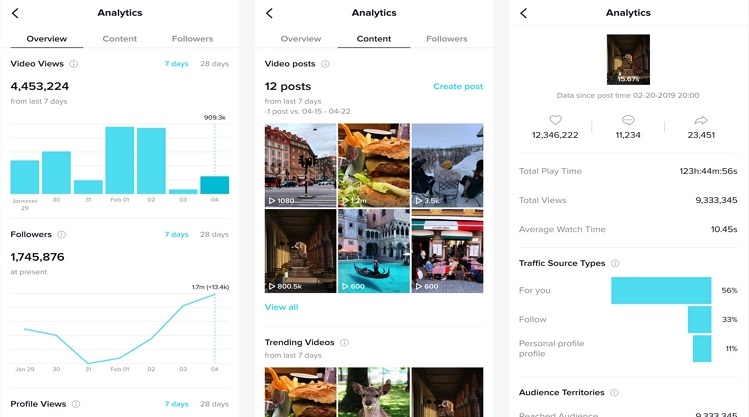 Analytics
Overview Content Followers
Video Views 7 days 28 days
4,453,224
from last 7 days
909.3k
Janxxxxx 29 30 31 Feb 01 02 03 04
Followers 7 days 28 days
1,745,876
at present
1.7m (+13.4k)
Jan 29 30 31 Feb 01 02 03 04
Profile Views 7 days 28 days
Analytics
Overview Content Followers
Video posts
12 posts Create post
from last 7 days
-1 post vs. 04-15 - 04-22
1080 1.2m 3.5k
800.5k 600 600
View all
Trending Videos
from last 7 days
Analytics
15.67s
Data since post time 02-20-2019 20:00
12,346,222 11,234 23,451
Total Play Time 123h:44m:56s
Total Views 9,333,345
Average Watch Time 10.45s
Traffic Source Types
For you 56%
Follow 33%
Personal profile
profile 11%
Audience Territories
Reached Audience 9,333,345